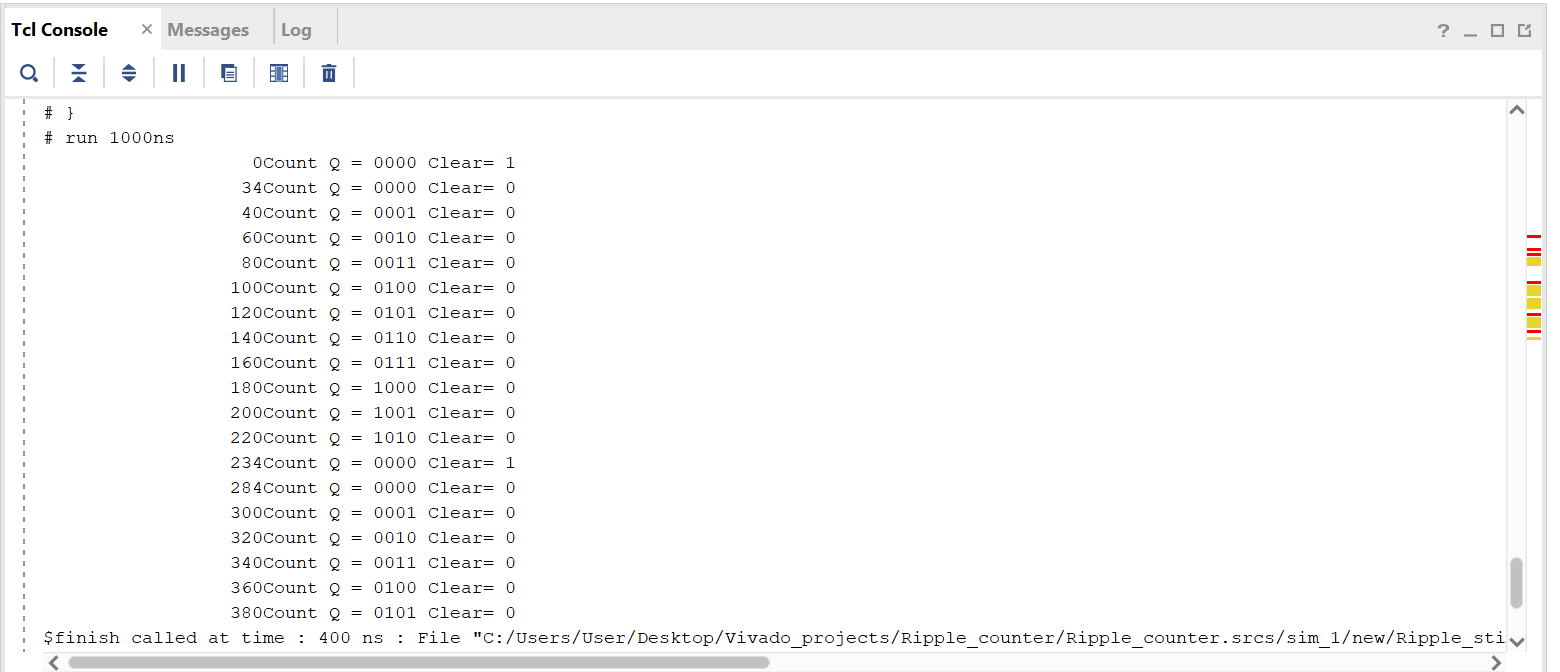 Tcl Console × Messages Log ?
# }
# run 1000ns
0Count Q = 0000 Clear= 1
34Count Q = 0000 Clear= 0
40Count Q = 0001 Clear= 0
60Count Q = 0010 Clear= 0
80Count Q = 0011 Clear= 0
100Count Q = 0100 Clear= 0
120Count Q = 0101 Clear= 0
140Count Q = 0110 Clear= 0
160Count Q = 0111 Clear= 0
180Count Q = 1000 Clear= 0
200Count Q = 1001 Clear= 0
220Count Q = 1010 Clear= 0
234Count Q = 0000 Clear= 1
284Count Q = 0000 Clear= 0
300Count Q = 0001 Clear= 0
320Count Q = 0010 Clear= 0
340Count Q = 0011 Clear= 0
360Count Q = 0100 Clear= 0
380Count Q = 0101 Clear= 0
$finish called at time : 400 ns : File "C:/Users/User/Desktop/Vivado_projects/Ripple_counter/Ripple_counter.srcs/sim_1/new/Ripple_sti